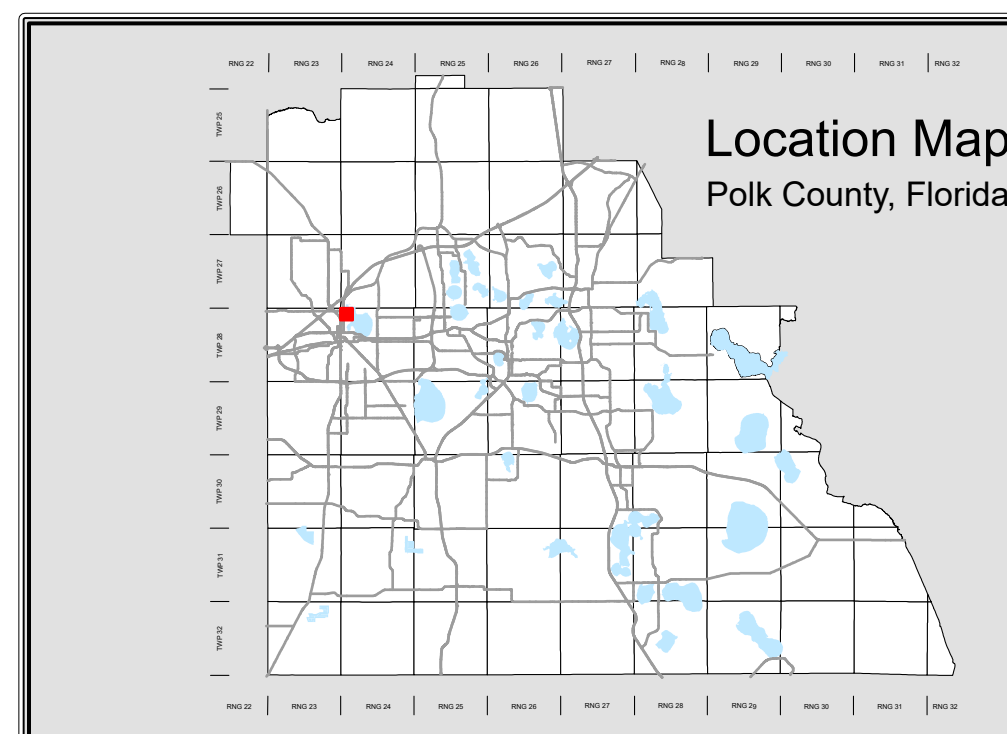 RNG 22 RNG 23 RNG 24 RNG 25 RNG 26 RNG 27 RNG 28 RNG 29 RNG 30 RNG 31 RNG 32
Location Map
Polk County, Florida
TWP 25
TWP 26
TWP 27
TWP 28
TWP 29
TWP 30
TWP 31
TWP 32
RNG 22 RNG 23 RNG 24 RNG 25 RNG 26 RNG 27 RNG 28 RNG 29 RNG 30 RNG 31 RNG 32